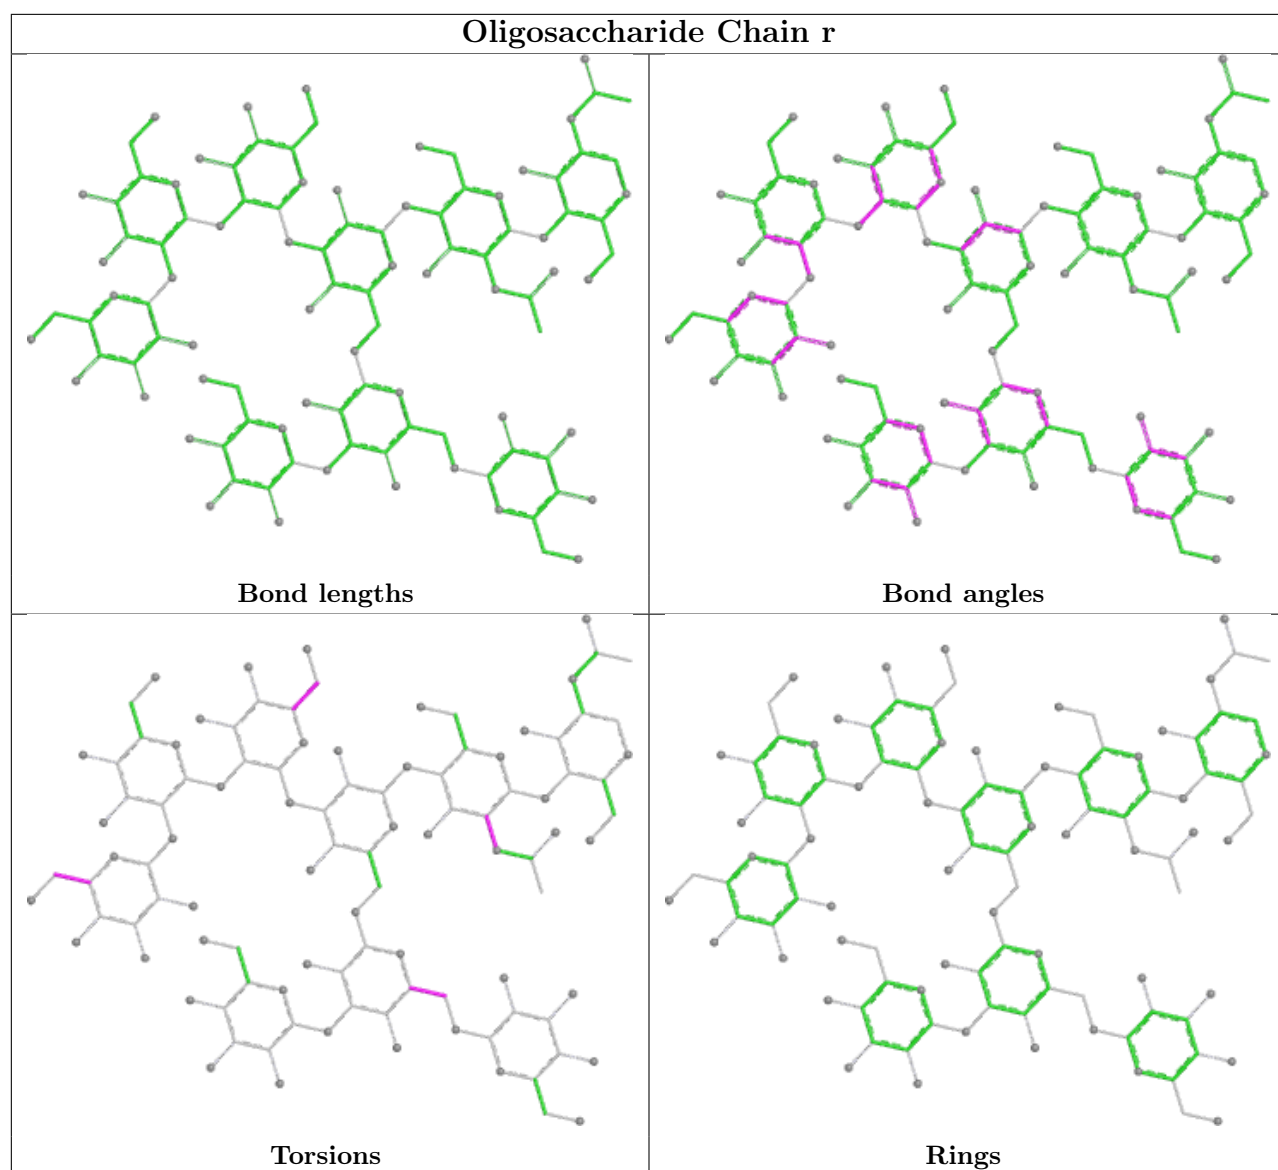 Oligosaccharide Chain r
Bond lengths
Bond angles
Torsions
Rings